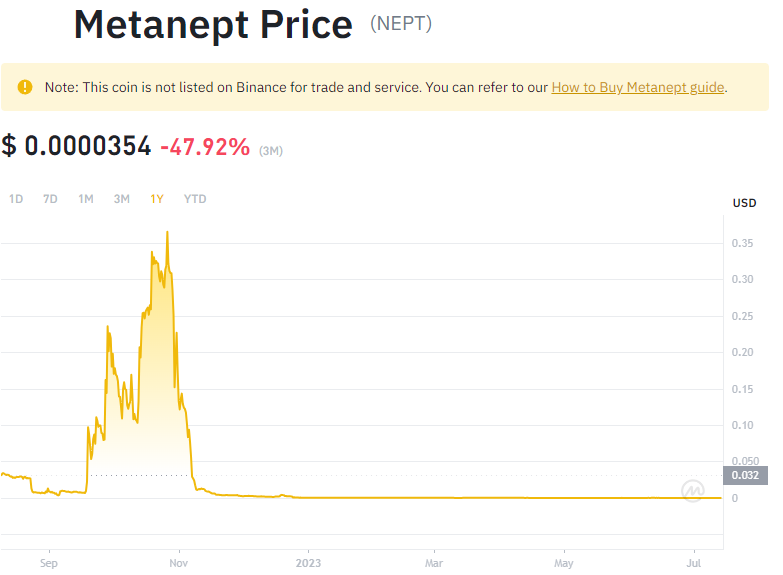 Metanept Price (NEPT)
Note: This coin is not listed on Binance for trade and service. You can refer to our How to Buy Metanept guide.
$ 0.0000354 -47.92% (3M)
1D 7D 1M 3M 1Y YTD
USD
0.35
0.30
0.25
0.20
0.15
0.10
0.050
0.032
0
Sep Nov 2023 Mar May Jul